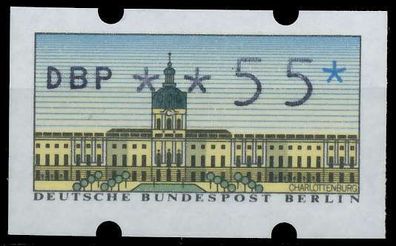 DBP **55*
CHARLOTTENBURG
DEUTSCHE BUNDESPOST BERLIN